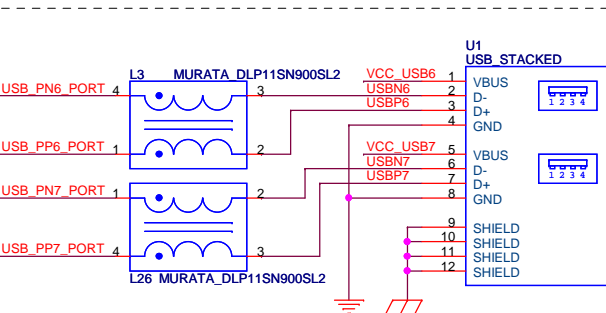 U1
USB_STACKED
L3 MURATA_DLP11SN900SL2
USB_PN6_PORT 4 3
USB_PP6_PORT 1 2
USB_PN7_PORT 1 2
USB_PP7_PORT 4 3
L26 MURATA_DLP11SN900SL2
VCC_USB6 1 VBUS
USBN6 2 D-
USBP6 3 D+
4 GND
1 2 3 4
VCC_USB7 5 VBUS
USBN7 6 D-
USBP7 7 D+
8 GND
1 2 3 4
9 SHIELD
10 SHIELD
11 SHIELD
12 SHIELD